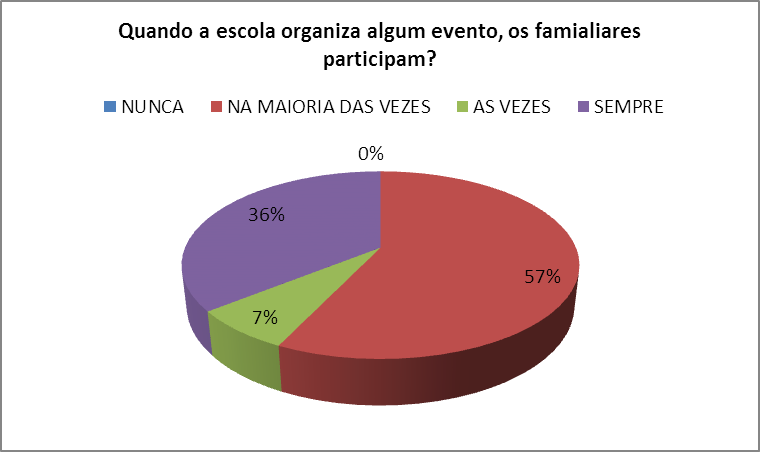 Quando a escola organiza algum evento, os famialiares
participam?
NUNCA NA MAIORIA DAS VEZES AS VEZES SEMPRE
0%
36%
57%
7%